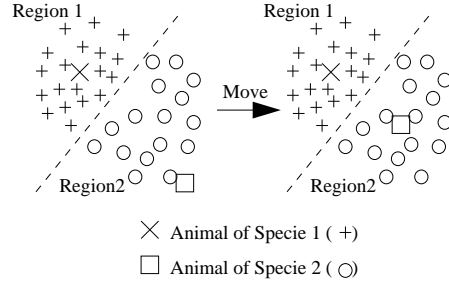 Region 1
Region 1
Move
Region2
Region2
Animal of Specie 1 ( + )
Animal of Specie 2 ( ○ )